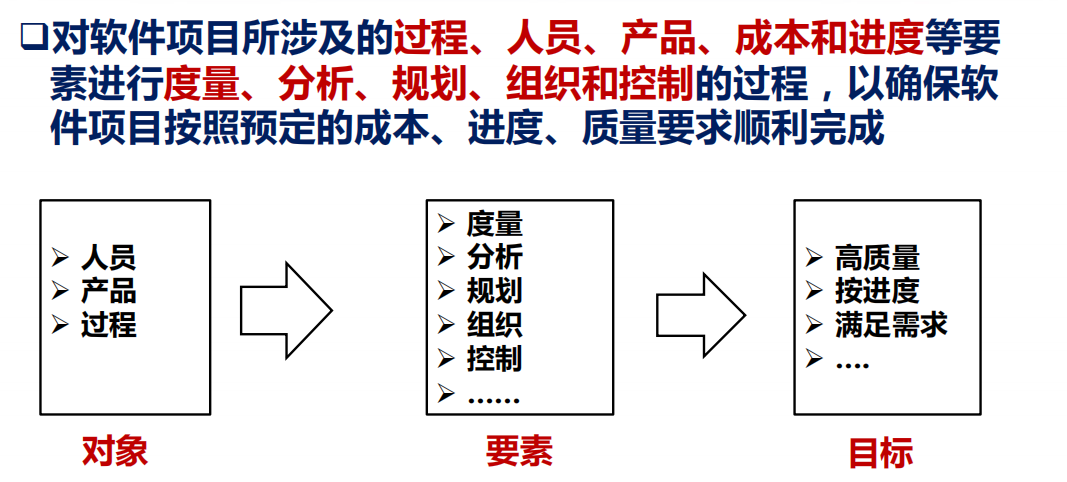 ❑对软件项目所涉及的过程、人员、产品、成本和进度等要
素进行度量、分析、规划、组织和控制的过程，以确保软
件项目按照预定的成本、进度、质量要求顺利完成
➢ 人员
➢ 产品
➢ 过程
对象
➢ 度量
➢ 分析
➢ 规划
➢ 组织
➢ 控制
➢ ……
要素
➢ 高质量
➢ 按进度
➢ 满足需求
➢ ….
目标